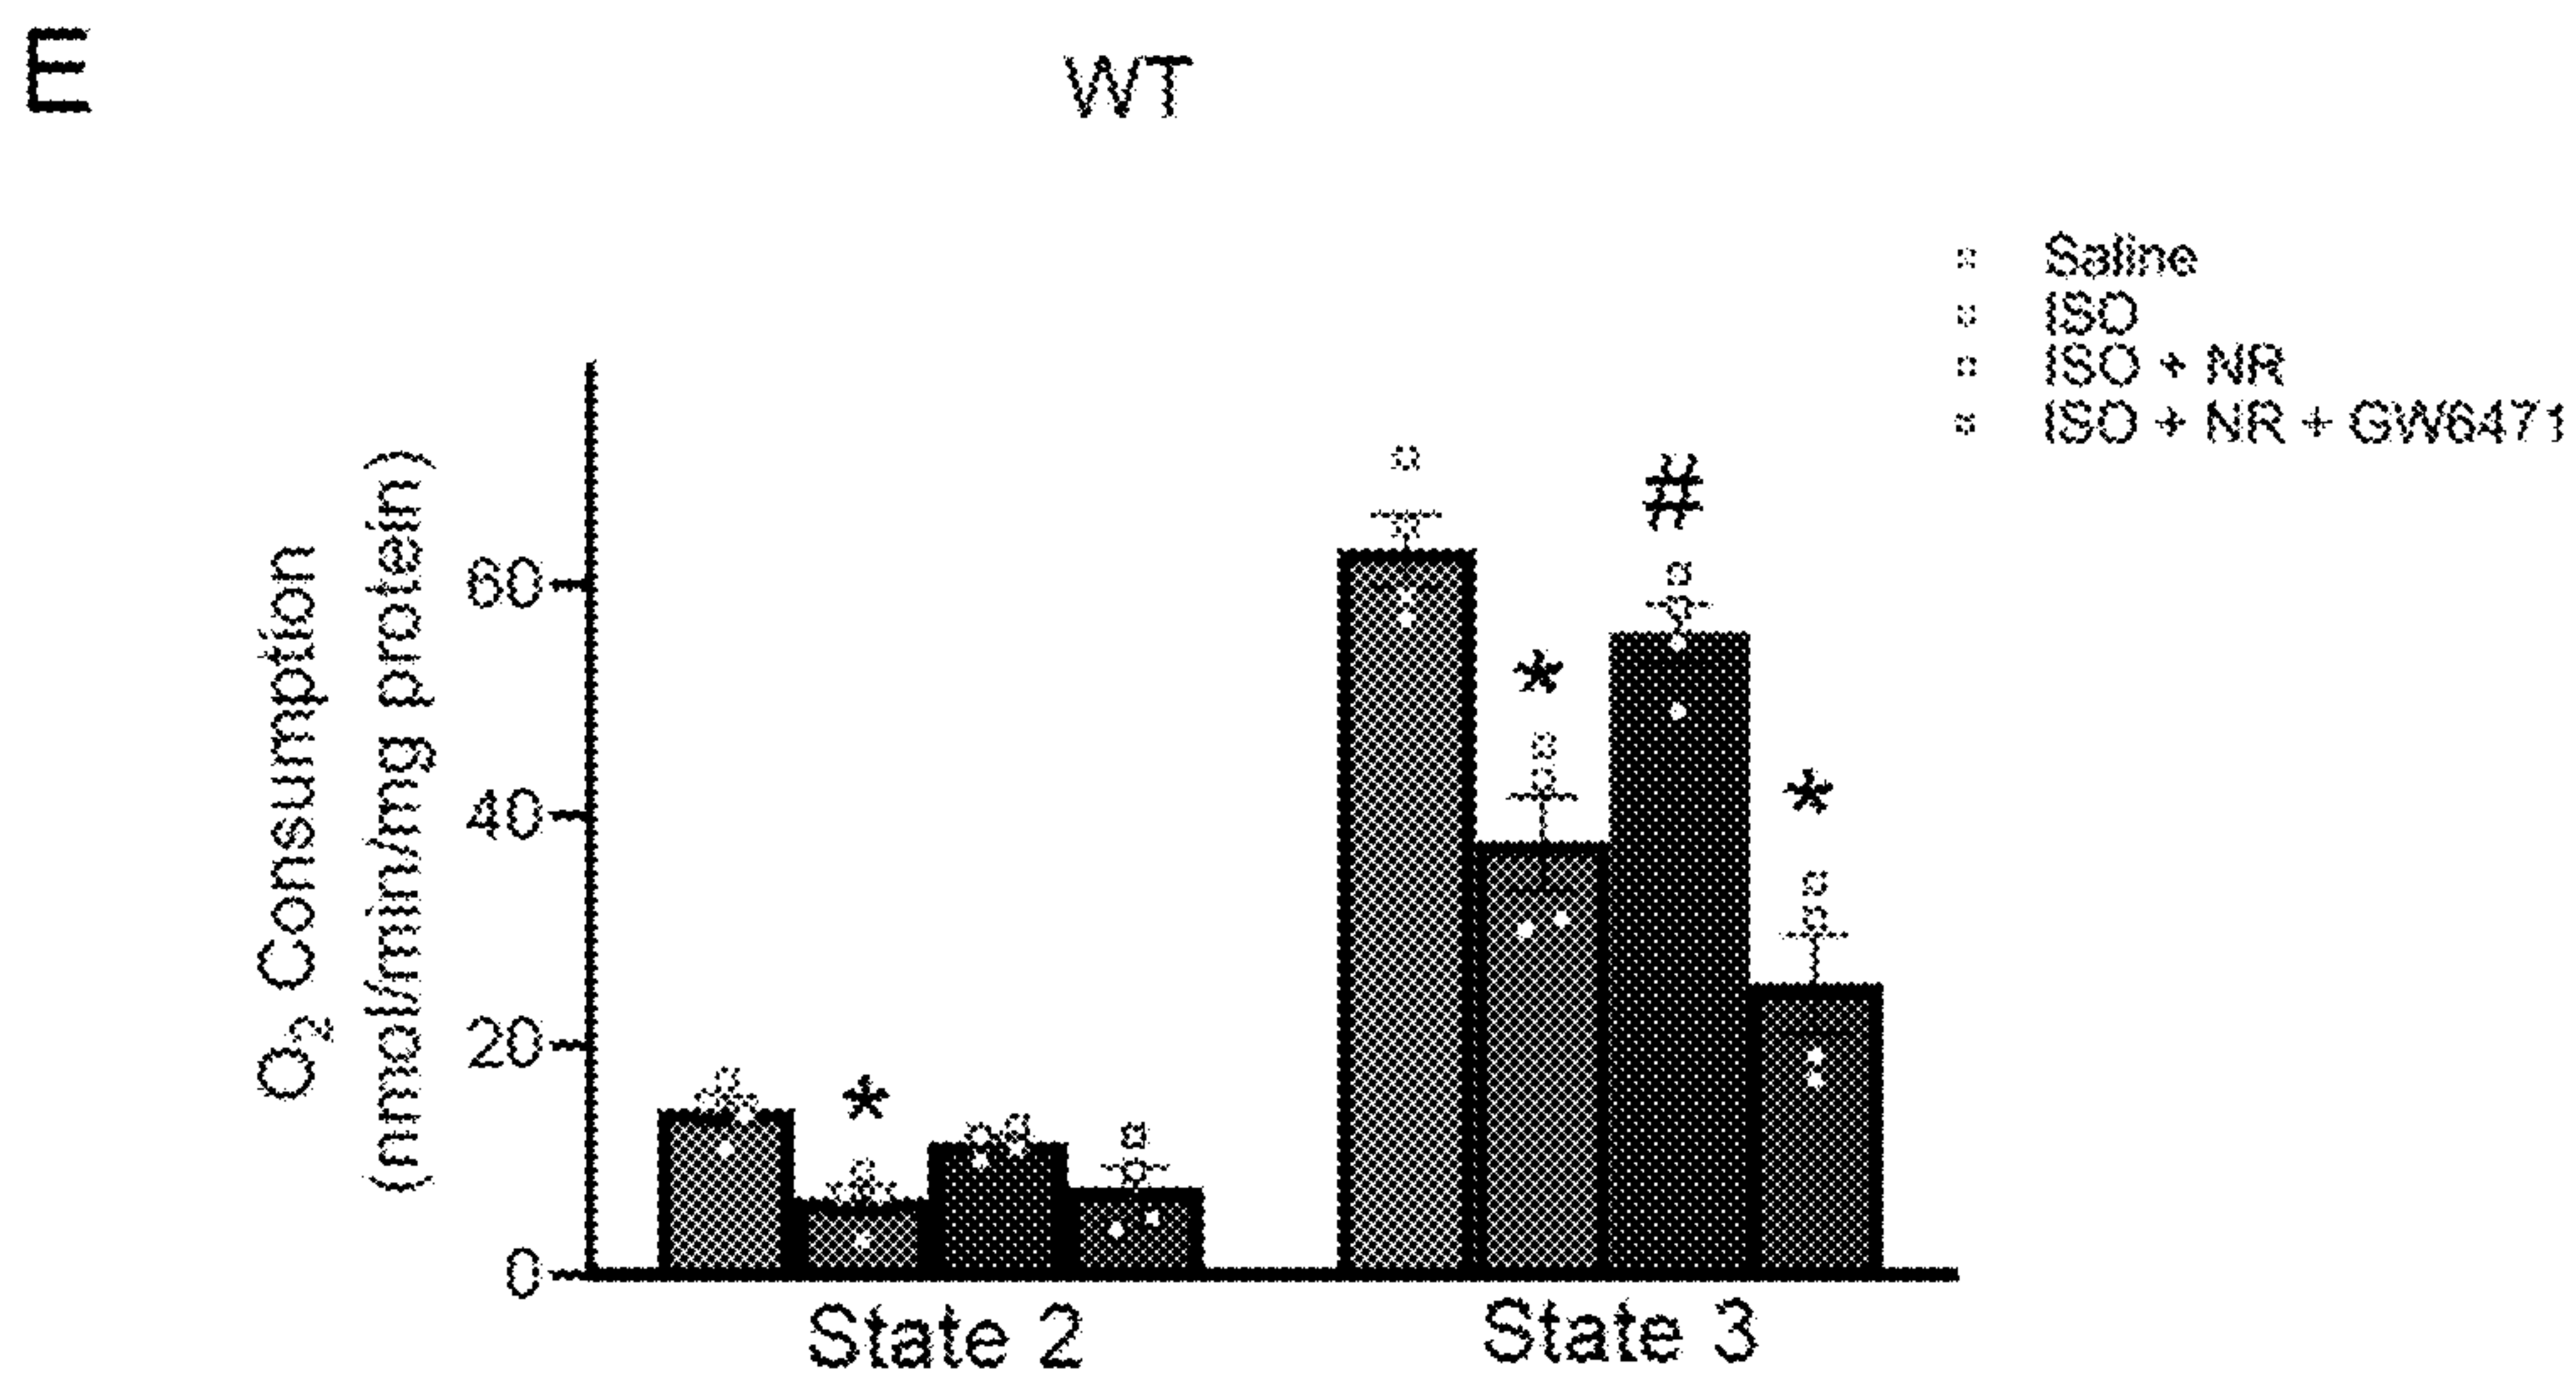 E
WT
Saline
ISO
ISO + NR
ISO + NR + GW6471
O₂ Consumption
(nmol/min/mg protein)
60
40
20
0
*
*
#
*
State 2
State 3